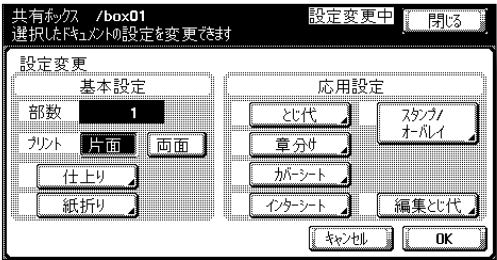 共有ボックス /box01
設定変更中
閉じる
選択したドキュメントの設定を変更できます
設定変更
基本設定
応用設定
部数 1
プリント 片面 両面
仕上り
紙折り
とじ代
章分け
カバーシート
インターシート
スタンプ/
オーバレイ
編集とじ代
キャンセル
OK